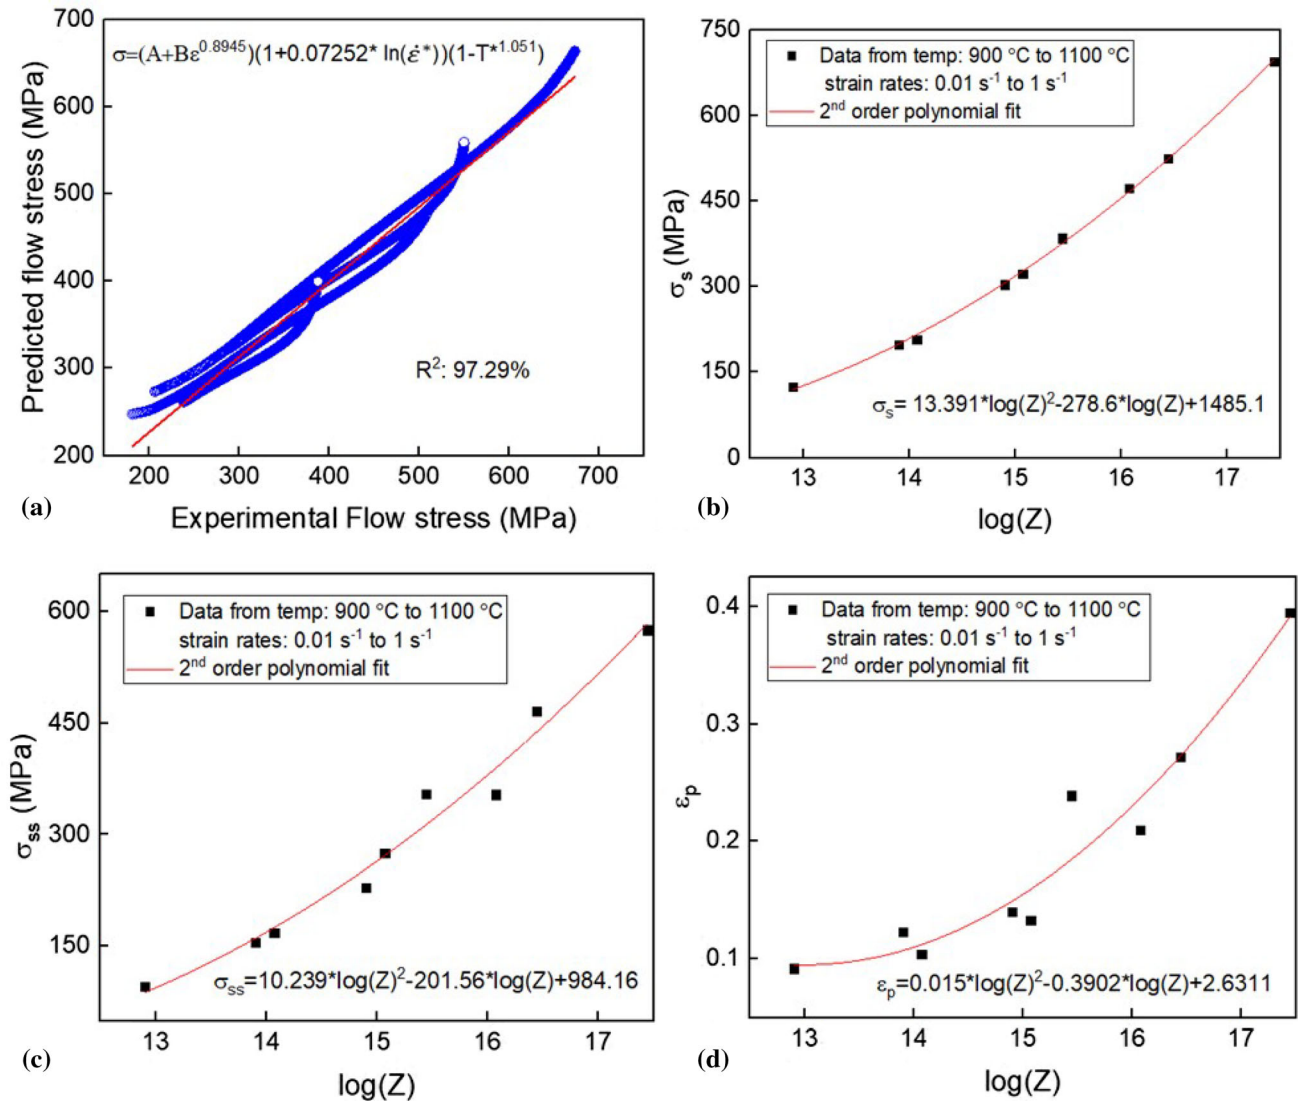 700
600
500
400
300
200
Predicted flow stress (MPa)
σ=(A+Bε^0.8945)(1+0.07252* ln(ε̇*))(1-T*^1.051)
R²: 97.29%
200 300 400 500 600 700
Experimental Flow stress (MPa)
(a)
750
600
450
300
150
0
σₛ (MPa)
Data from temp: 900 °C to 1100 °C
strain rates: 0.01 s⁻¹ to 1 s⁻¹
2ⁿᵈ order polynomial fit
σₛ= 13.391*log(Z)²-278.6*log(Z)+1485.1
13 14 15 16 17
log(Z)
(b)
600
450
300
150
σₛₛ (MPa)
Data from temp: 900 °C to 1100 °C
strain rates: 0.01 s⁻¹ to 1 s⁻¹
2ⁿᵈ order polynomial fit
σₛₛ=10.239*log(Z)²-201.56*log(Z)+984.16
13 14 15 16 17
log(Z)
(c)
0.4
0.3
0.2
0.1
εₚ
Data from temp: 900 °C to 1100 °C
strain rates: 0.01 s⁻¹ to 1 s⁻¹
2ⁿᵈ order polynomial fit
εₚ=0.015*log(Z)²-0.3902*log(Z)+2.6311
13 14 15 16 17
log(Z)
(d)